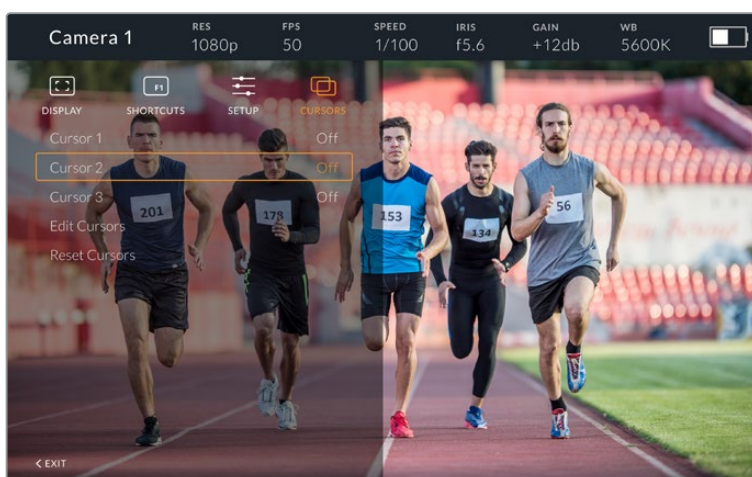 Camera 1
RES
1080p
FPS
50
SPEED
1/100
IRIS
f5.6
GAIN
+12db
WB
5600K
F1
DISPLAY
SHORTCUTS
SETUP
CURSORS
Cursor 1 Off
Cursor 2 Off
Cursor 3 Off
Edit Cursors
Reset Cursors
201
178
153
134
56
< EXIT